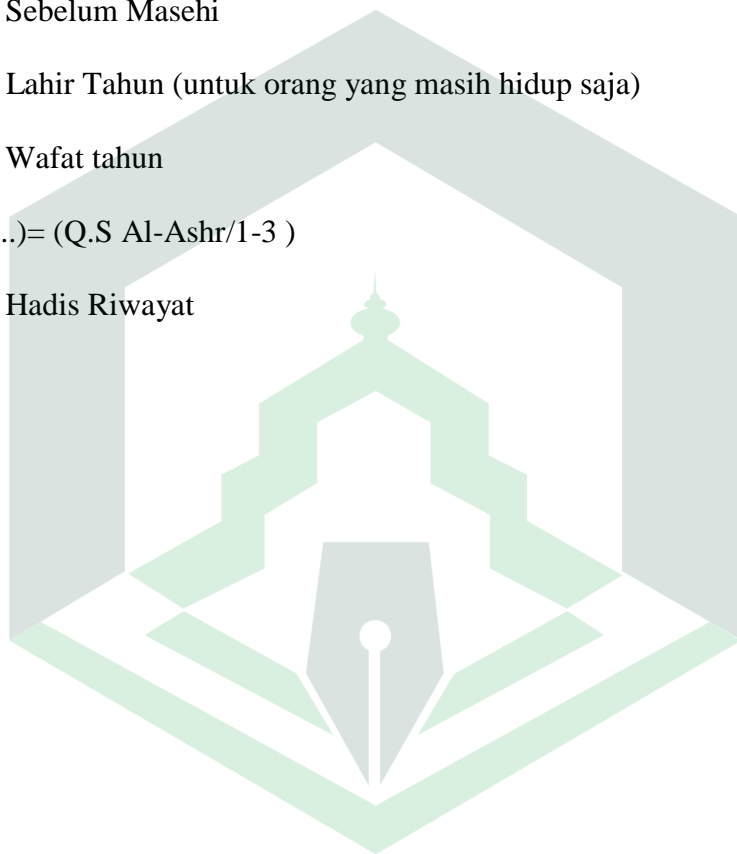 Sebelum Masehi
Lahir Tahun (untuk orang yang masih hidup saja)
Wafat tahun
..)= (Q.S Al-Ashr/1-3 )
Hadis Riwayat